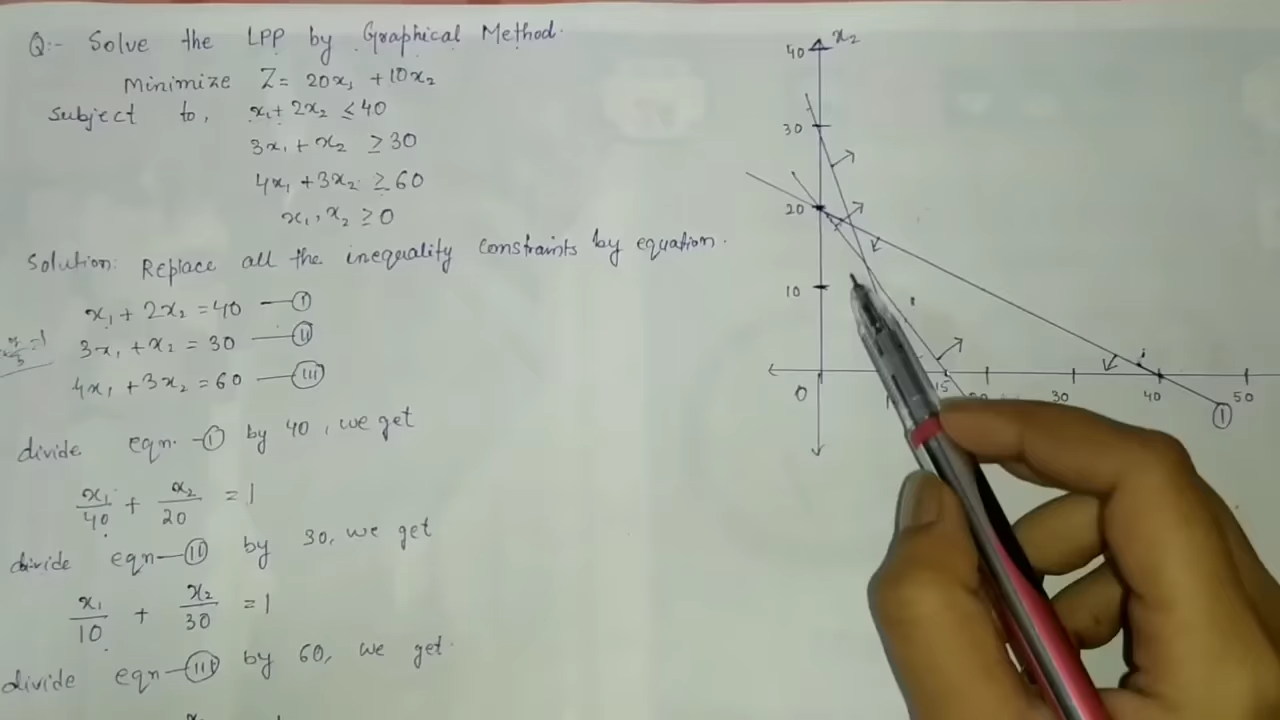 Q:- Solve the LPP by Graphical Method.
Minimize Z= 20x₁ +10x₂
Subject to, x₁+ 2x₂ ≤ 40
3x₁ + x₂ ≥ 30
4x₁ +3x₂ ≥ 60
x₁, x₂ ≥ 0
Solution: Replace all the inequality constraints by equation.
x₁ + 2x₂ = 40 — (I)
3x₁ + x₂ = 30 — (II)
4x₁ + 3x₂ = 60 — (III)
divide eqn. -(I) by 40, we get
x₁/40 + x₂/20 = 1
divide eqn—(II) by 30, we get
x₁/10 + x₂/30 = 1
divide eqn—(III) by 60, we get.
x₂
40
30
20
10
0 15 30 40 50
(I)